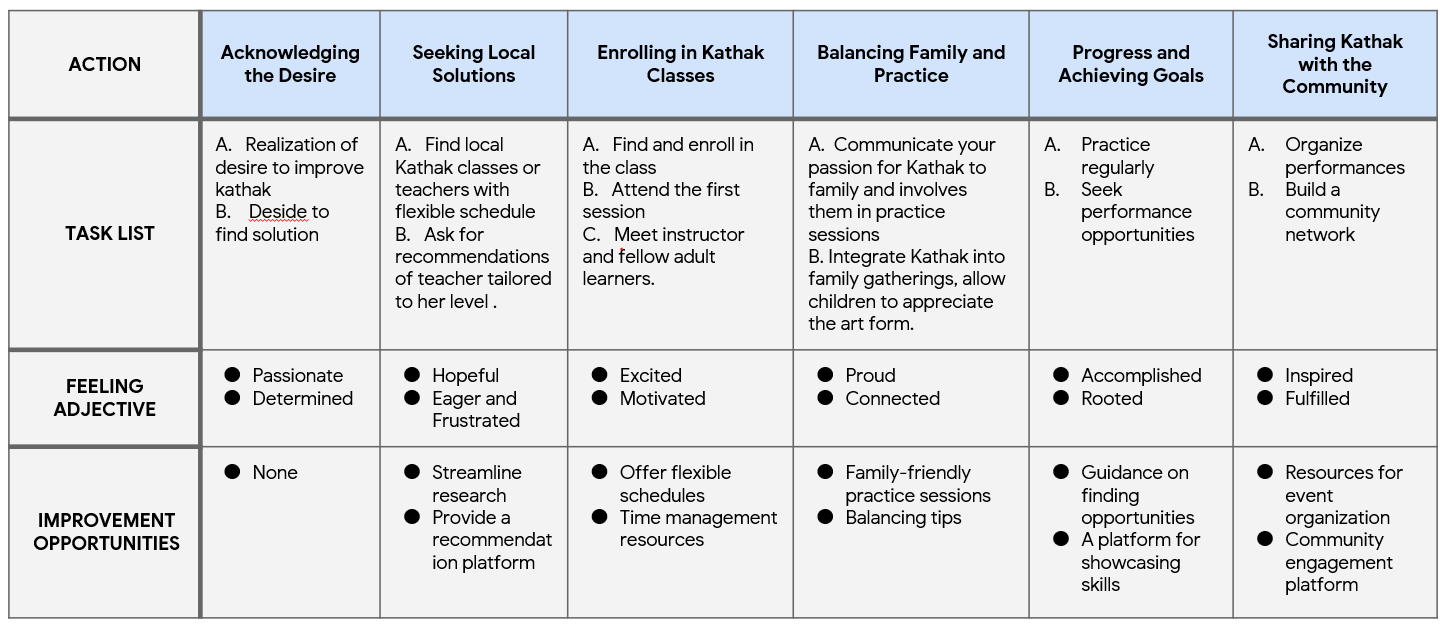 ACTION
Acknowledging
the Desire
Seeking Local
Solutions
Enrolling in Kathak
Classes
Balancing Family and
Practice
Progress and
Achieving Goals
Sharing Kathak
with the
Community
TASK LIST
A. Realization of
desire to improve
kathak
B. Deside to
find solution
A. Find local
Kathak classes or
teachers with
flexible schedule
B. Ask for
recommendations
of teacher tailored
to her level .
A. Find and enroll in
the class
B. Attend the first
session
C. Meet instructor
and fellow adult
learners.
A. Communicate your
passion for Kathak to
family and involves
them in practice
sessions
B. Integrate Kathak into
family gatherings, allow
children to appreciate
the art form.
A. Practice
regularly
B. Seek
performance
opportunities
A. Organize
performances
B. Build a
community
network
FEELING
ADJECTIVE
● Passionate
● Determined
● Hopeful
● Eager and
Frustrated
● Excited
● Motivated
● Proud
● Connected
● Accomplished
● Rooted
● Inspired
● Fulfilled
IMPROVEMENT
OPPORTUNITIES
● None
● Streamline
research
● Provide a
recommendat
ion platform
● Offer flexible
schedules
● Time management
resources
● Family-friendly
practice sessions
● Balancing tips
● Guidance on
finding
opportunities
● A platform for
showcasing
skills
● Resources for
event
organization
● Community
engagement
platform